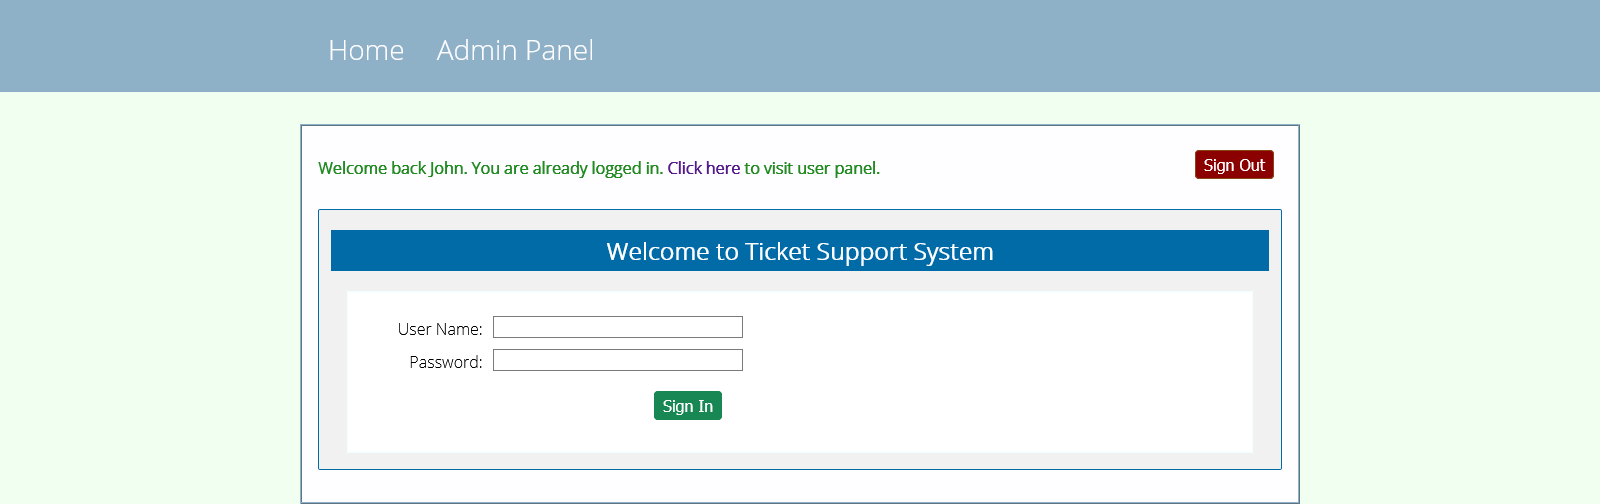 Home Admin Panel
Welcome back John. You are already logged in. Click here to visit user panel.
Sign Out
Welcome to Ticket Support System
User Name:
Password:
Sign In